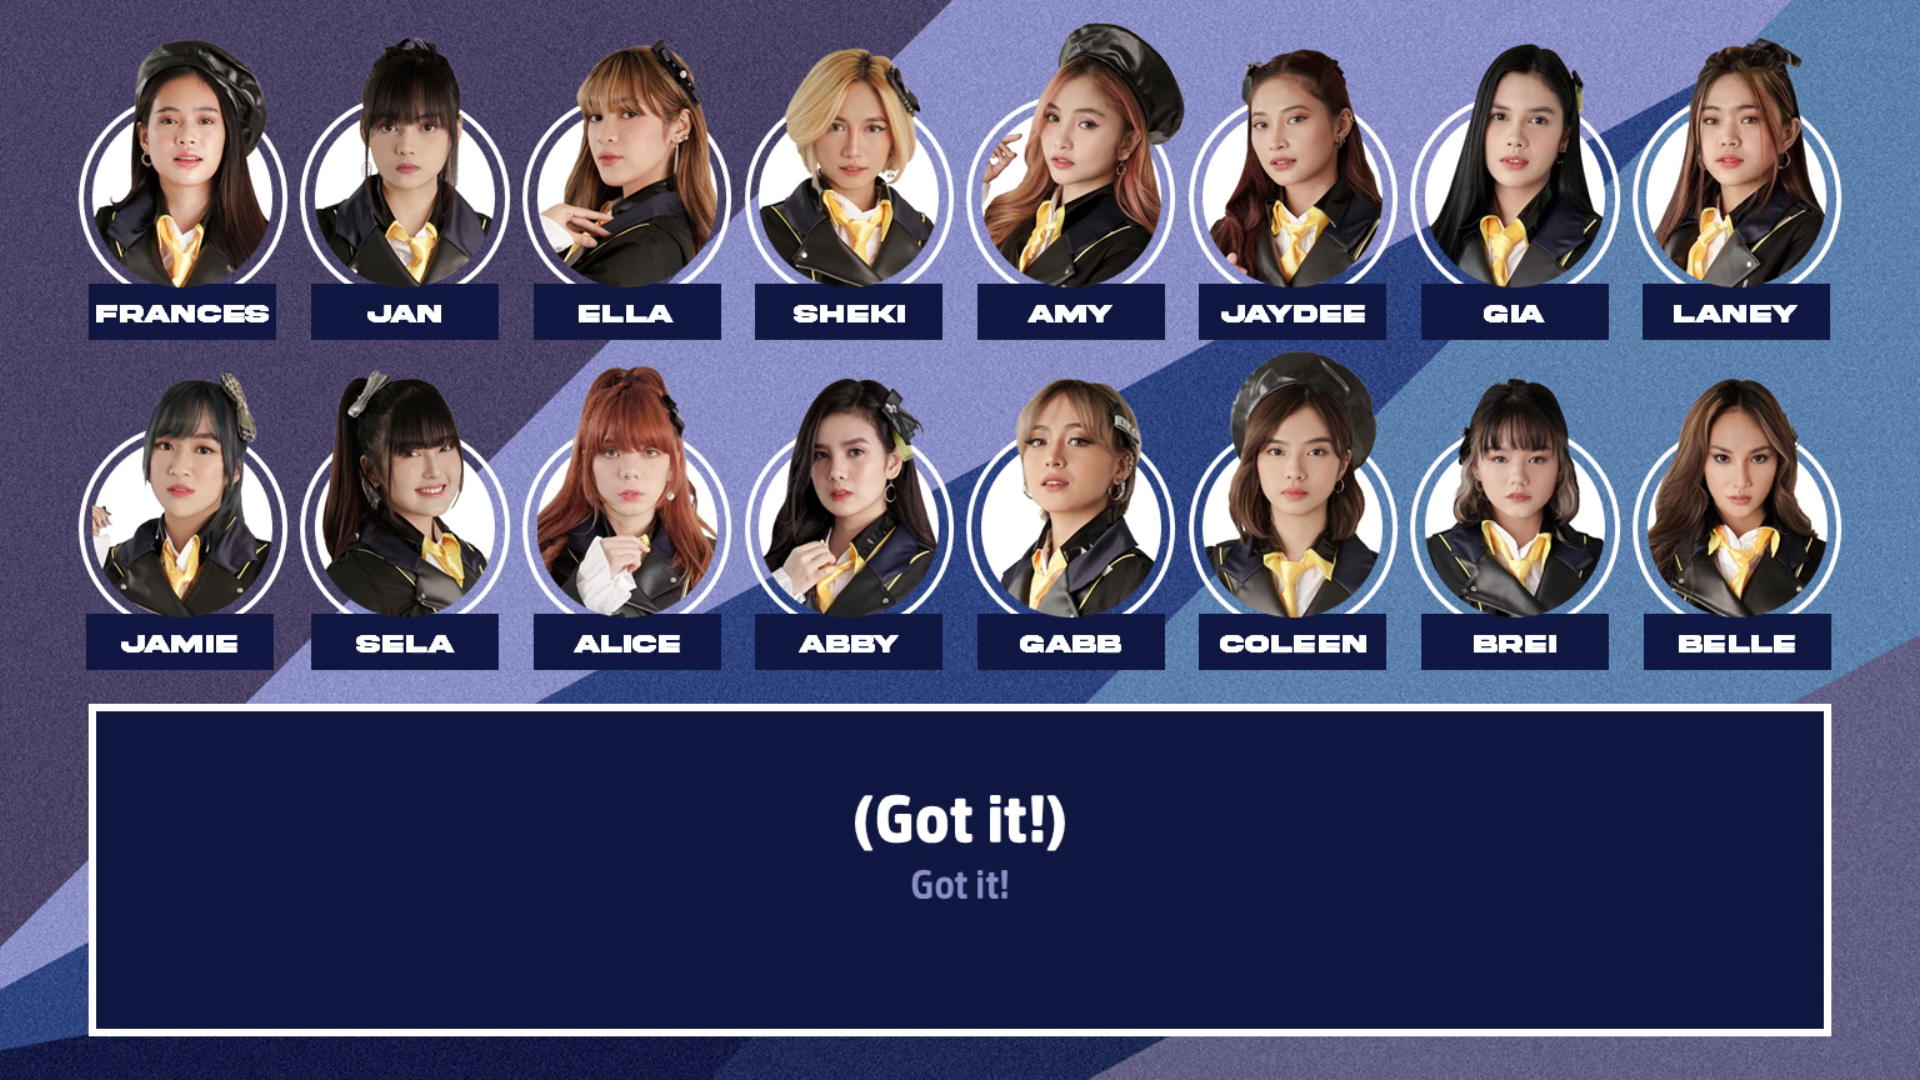 FRANCES
JAN
ELLA
SHEKI
AMY
JAYDEE
GIA
LANEY
JAMIE
SELA
ALICE
ABBY
GABB
COLEEN
BREI
BELLE
(Got it!)
Got it!